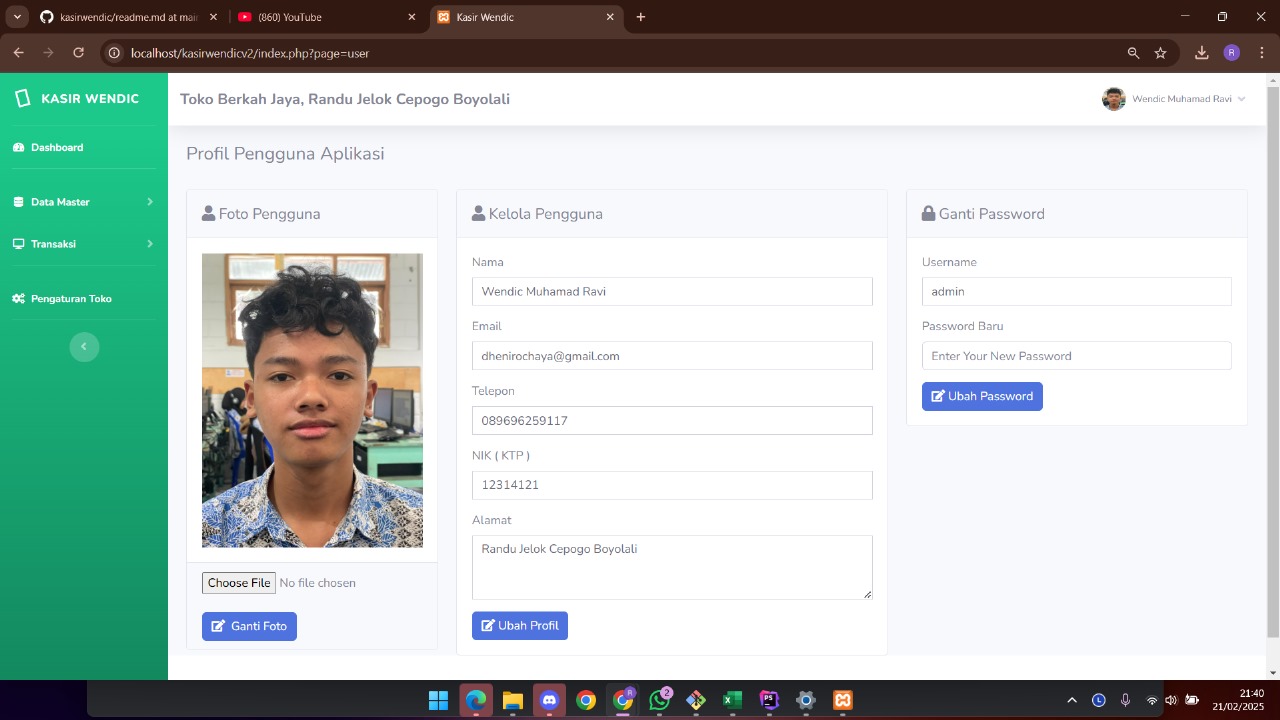 kasirwendic/readme.md at main
(860) YouTube
Kasir Wendic
localhost/kasirwendicv2/index.php?page=user
R
KASIR WENDIC
Toko Berkah Jaya, Randu Jelok Cepogo Boyolali
Wendic Muhamad Ravi
Dashboard
Data Master
Transaksi
Pengaturan Toko
Profil Pengguna Aplikasi
Foto Pengguna
Choose File No file chosen
Ganti Foto
Kelola Pengguna
Nama
Wendic Muhamad Ravi
Email
dhenirochaya@gmail.com
Telepon
089696259117
NIK ( KTP )
12314121
Alamat
Randu Jelok Cepogo Boyolali
Ubah Profil
Ganti Password
Username
admin
Password Baru
Enter Your New Password
Ubah Password
R
2
PS
21:40
21/02/2025